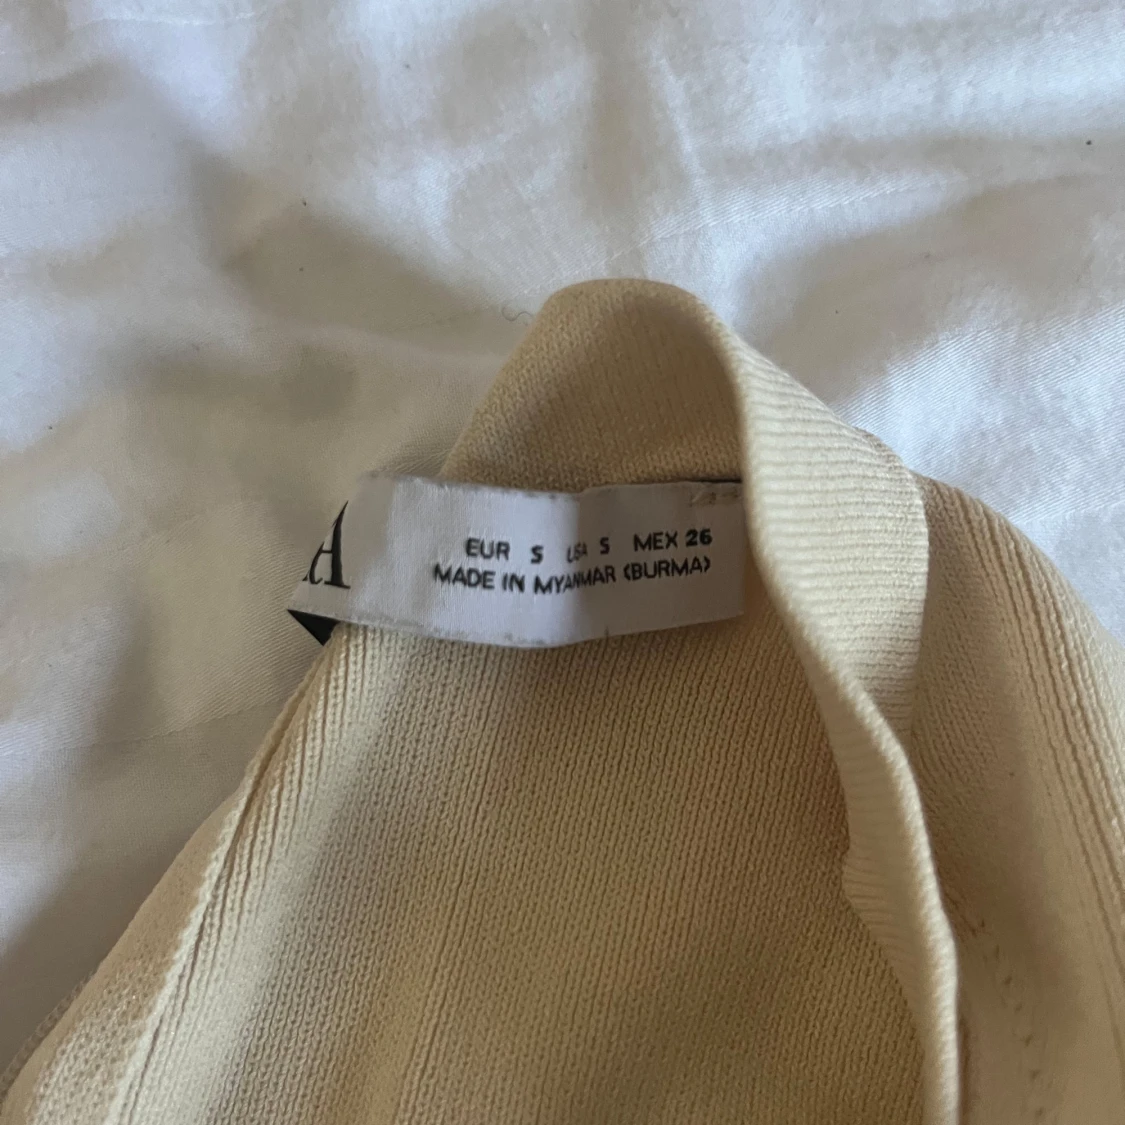 A
EUR S USA S MEX 26
MADE IN MYANMAR (BURMA)